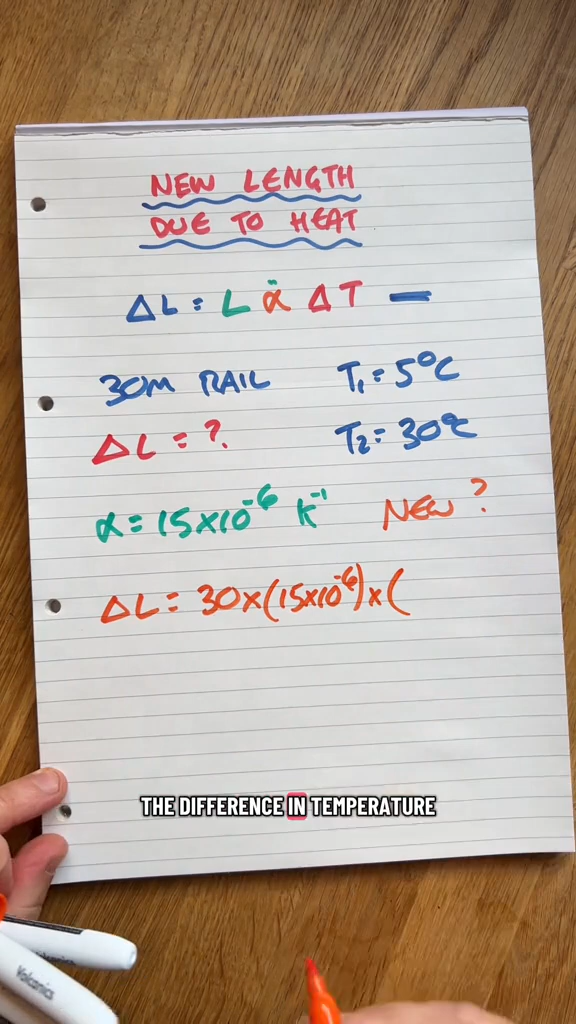 NEW LENGTH
DUE TO HEAT
ΔL = L α ΔT —
30M RAIL T₁ = 5°C
ΔL = ? T₂ = 30°C
α = 15×10⁻⁶ K⁻¹ NEW ?
ΔL = 30×(15×10⁻⁶)×(
THE DIFFERENCE IN TEMPERATURE
Volcanics